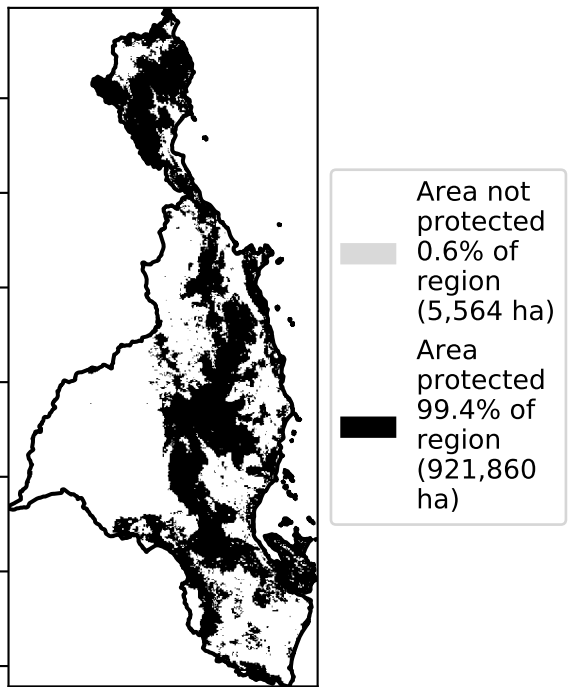 Area not
protected
0.6% of
region
(5,564 ha)
Area
protected
99.4% of
region
(921,860
ha)